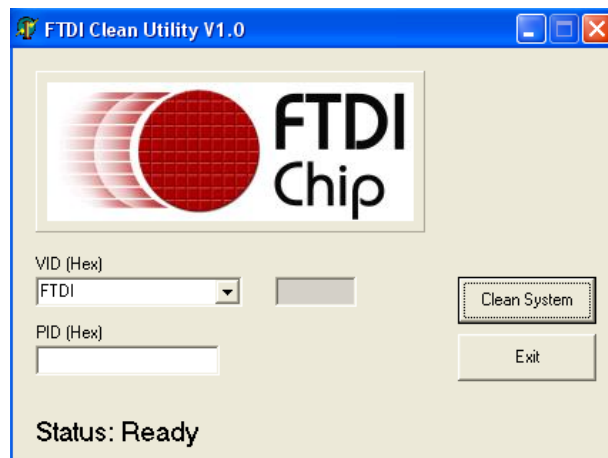 FTDI Clean Utility V1.0
FTDI
Chip
VID (Hex)
FTDI
Clean System
PID (Hex)
Exit
Status: Ready